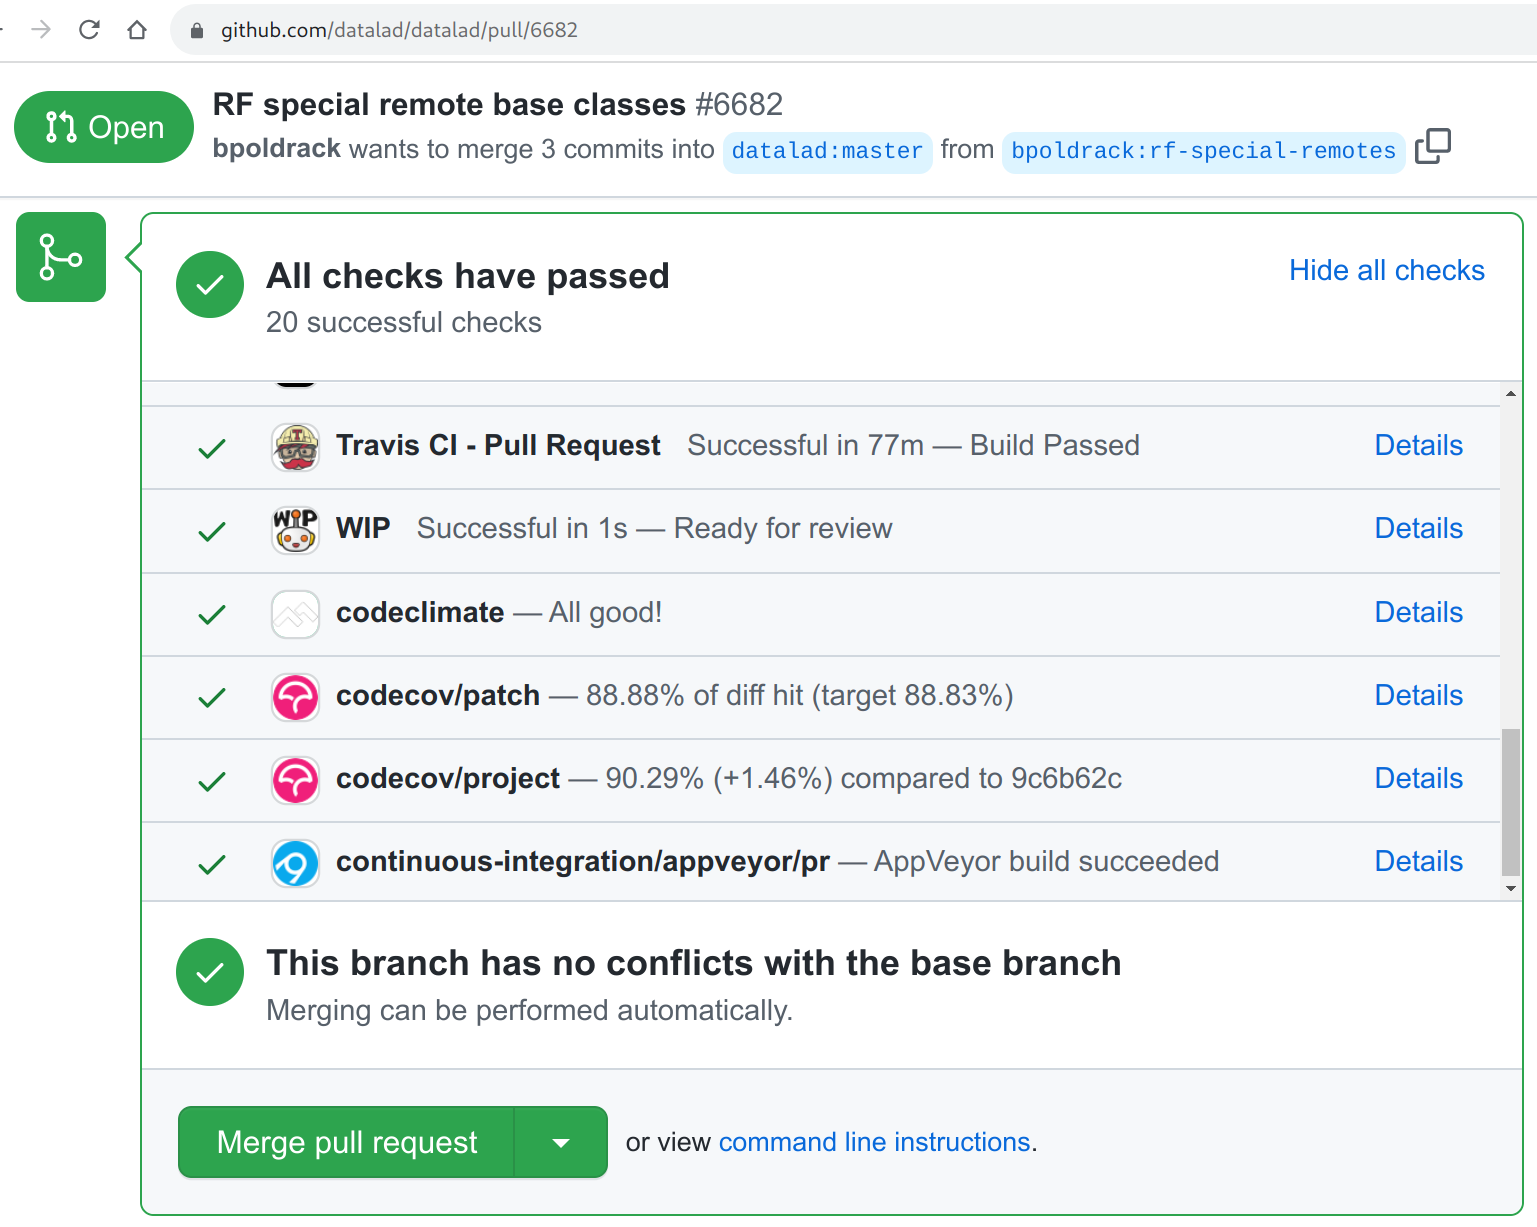 github.com/datalad/datalad/pull/6682
Open
RF special remote base classes #6682
bpoldrack wants to merge 3 commits into datalad:master from bpoldrack:rf-special-remotes
All checks have passed
Hide all checks
20 successful checks
Travis CI - Pull Request Successful in 77m — Build Passed Details
WIP WIP Successful in 1s — Ready for review Details
codeclimate — All good! Details
codecov/patch — 88.88% of diff hit (target 88.83%) Details
codecov/project — 90.29% (+1.46%) compared to 9c6b62c Details
continuous-integration/appveyor/pr — AppVeyor build succeeded Details
This branch has no conflicts with the base branch
Merging can be performed automatically.
Merge pull request or view command line instructions.